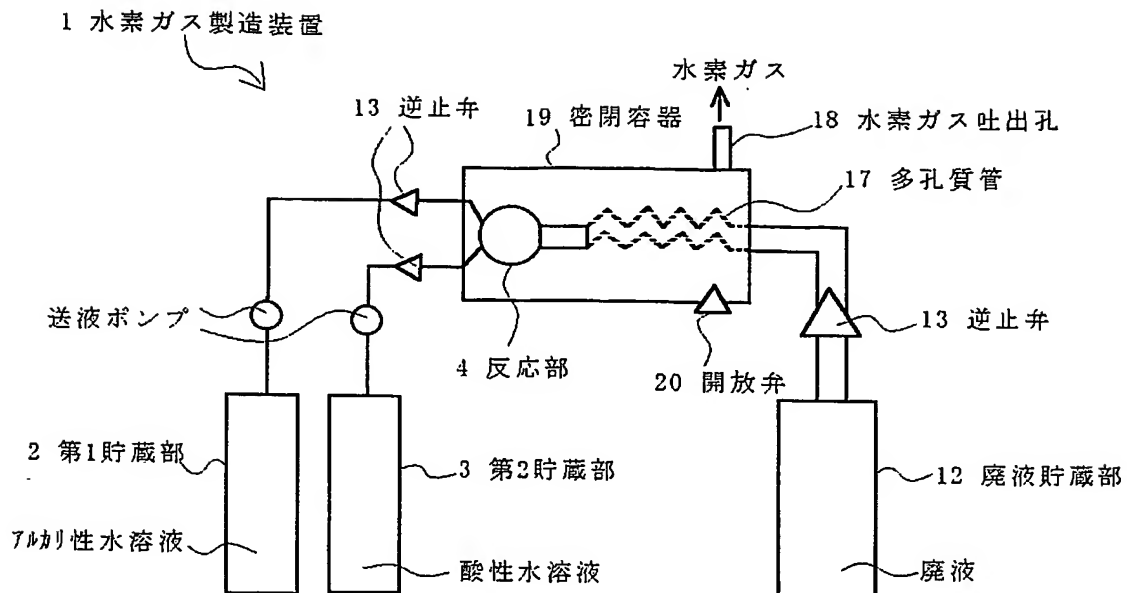 1 水素ガス製造装置
水素ガス
13 逆止弁
19 密閉容器
18 水素ガス吐出孔
17 多孔質管
送液ポンプ
4 反応部
20 開放弁
13 逆止弁
2 第1貯蔵部
3 第2貯蔵部
12 廃液貯蔵部
アルカリ性水溶液
酸性水溶液
廃液